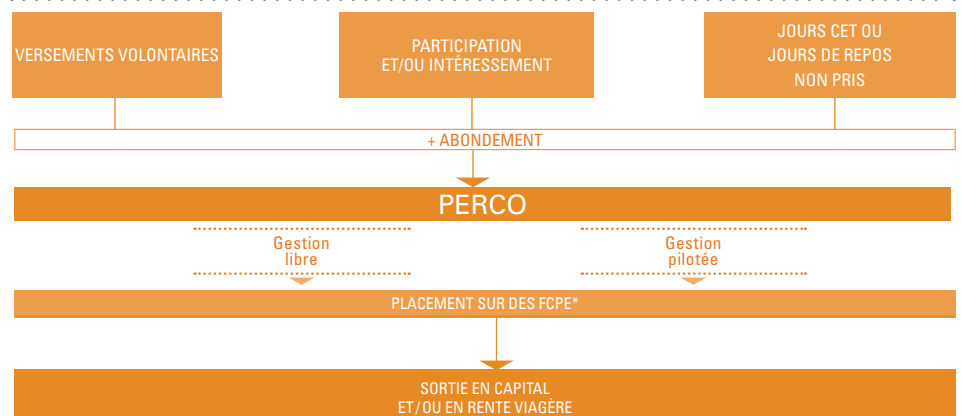 VERSEMENTS VOLONTAIRES
PARTICIPATION
ET/OU INTÉRESSEMENT
JOURS CET OU
JOURS DE REPOS
NON PRIS
+ ABONDEMENT
PERCO
Gestion
libre
Gestion
pilotée
PLACEMENT SUR DES FCPE*
SORTIE EN CAPITAL
ET/OU EN RENTE VIAGÈRE